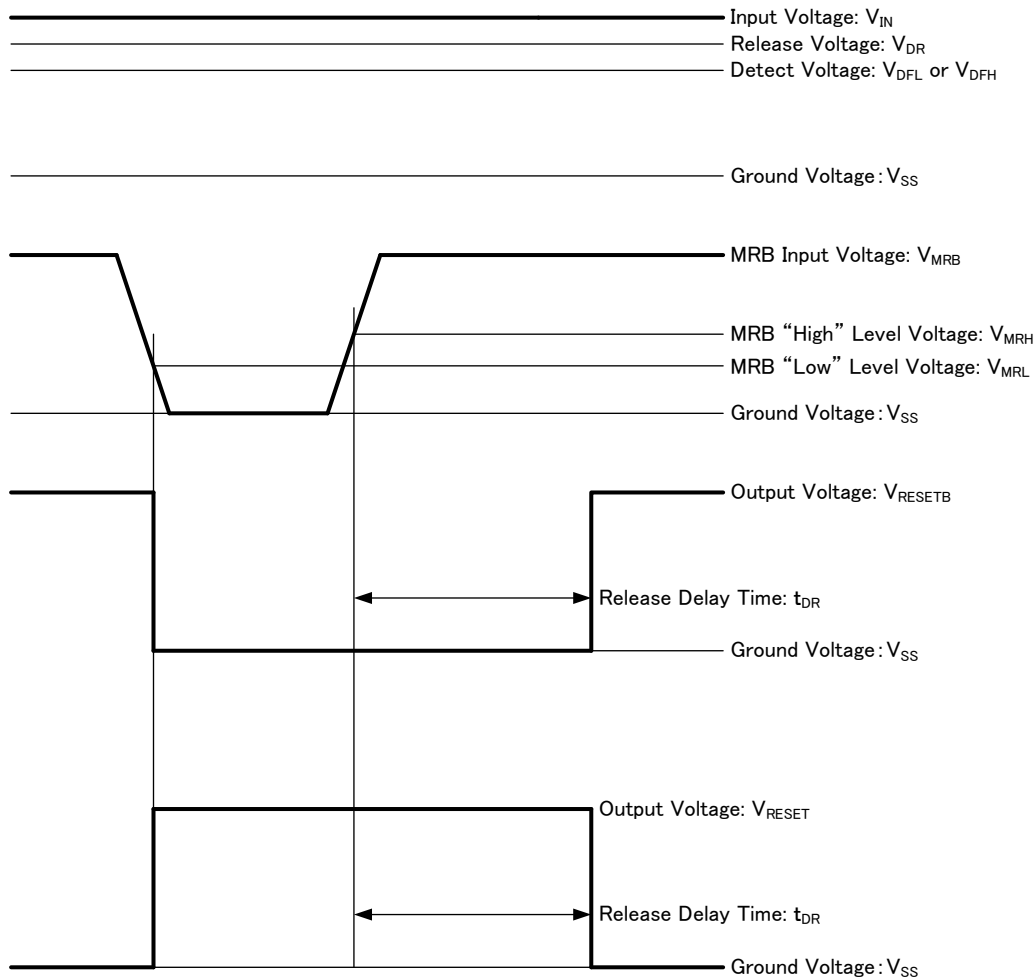 Input Voltage: VIN
Release Voltage: VDR
Detect Voltage: VDFL or VDFH
Ground Voltage: VSS
MRB Input Voltage: VMRB
MRB “High” Level Voltage: VMRH
MRB “Low” Level Voltage: VMRL
Ground Voltage: VSS
Output Voltage: VRESETB
Release Delay Time: tDR
Ground Voltage: VSS
Output Voltage: VRESET
Release Delay Time: tDR
Ground Voltage: VSS